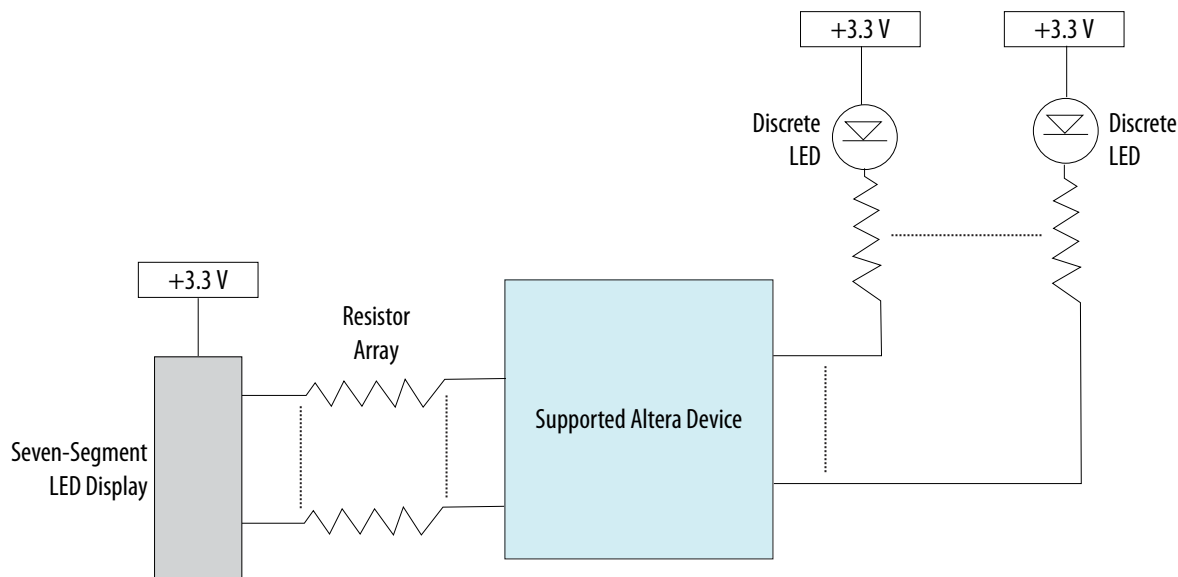 +3.3 V
+3.3 V
Discrete
LED
Discrete
LED
+3.3 V
Resistor
Array
Supported Altera Device
Seven-Segment
LED Display